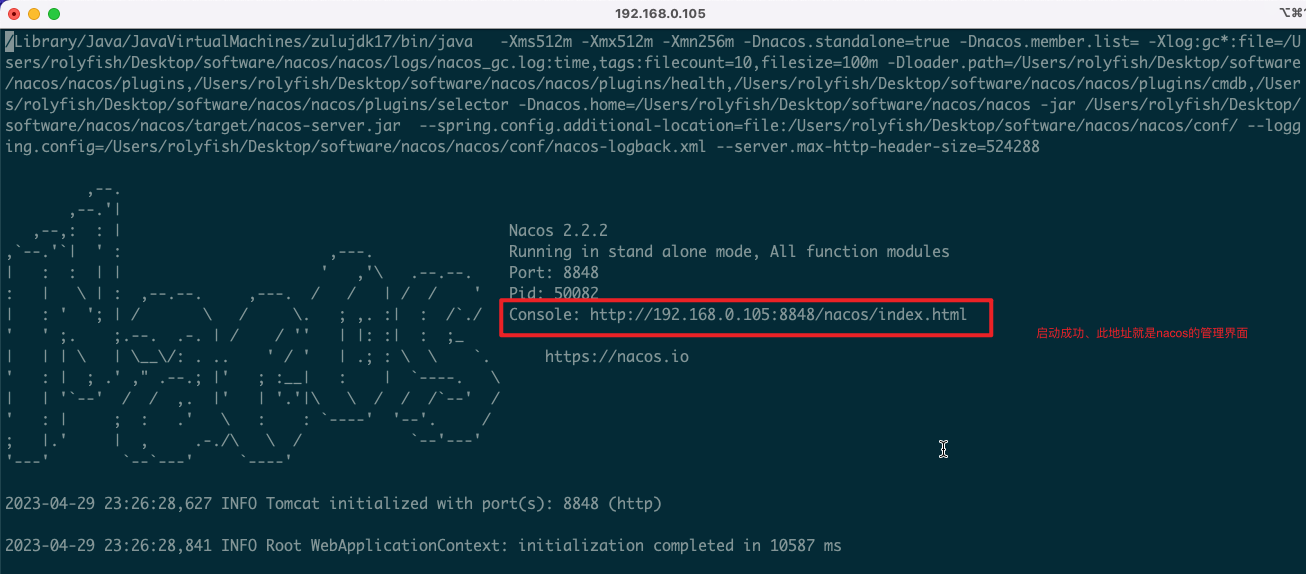 192.168.0.105
/Library/Java/JavaVirtualMachines/zulujdk17/bin/java   -Xms512m -Xmx512m -Xmn256m -Dnacos.standalone=true -Dnacos.member.list= -Xlog:gc*:file=/U
sers/rolyfish/Desktop/software/nacos/nacos/logs/nacos_gc.log:time,tags:filecount=10,filesize=100m -Dloader.path=/Users/rolyfish/Desktop/software
/nacos/nacos/plugins,/Users/rolyfish/Desktop/software/nacos/nacos/plugins/health,/Users/rolyfish/Desktop/software/nacos/nacos/plugins/cmdb,/User
s/rolyfish/Desktop/software/nacos/nacos/plugins/selector -Dnacos.home=/Users/rolyfish/Desktop/software/nacos/nacos -jar /Users/rolyfish/Desktop/
software/nacos/nacos/target/nacos-server.jar  --spring.config.additional-location=file:/Users/rolyfish/Desktop/software/nacos/nacos/conf/ --logg
ing.config=/Users/rolyfish/Desktop/software/nacos/nacos/conf/nacos-logback.xml --server.max-http-header-size=524288
Nacos 2.2.2
Running in stand alone mode, All function modules
Port: 8848
Pid: 50082
Console: http://192.168.0.105:8848/nacos/index.html
启动成功、此地址就是nacos的管理界面
https://nacos.io
2023-04-29 23:26:28,627 INFO Tomcat initialized with port(s): 8848 (http)
2023-04-29 23:26:28,841 INFO Root WebApplicationContext: initialization completed in 10587 ms